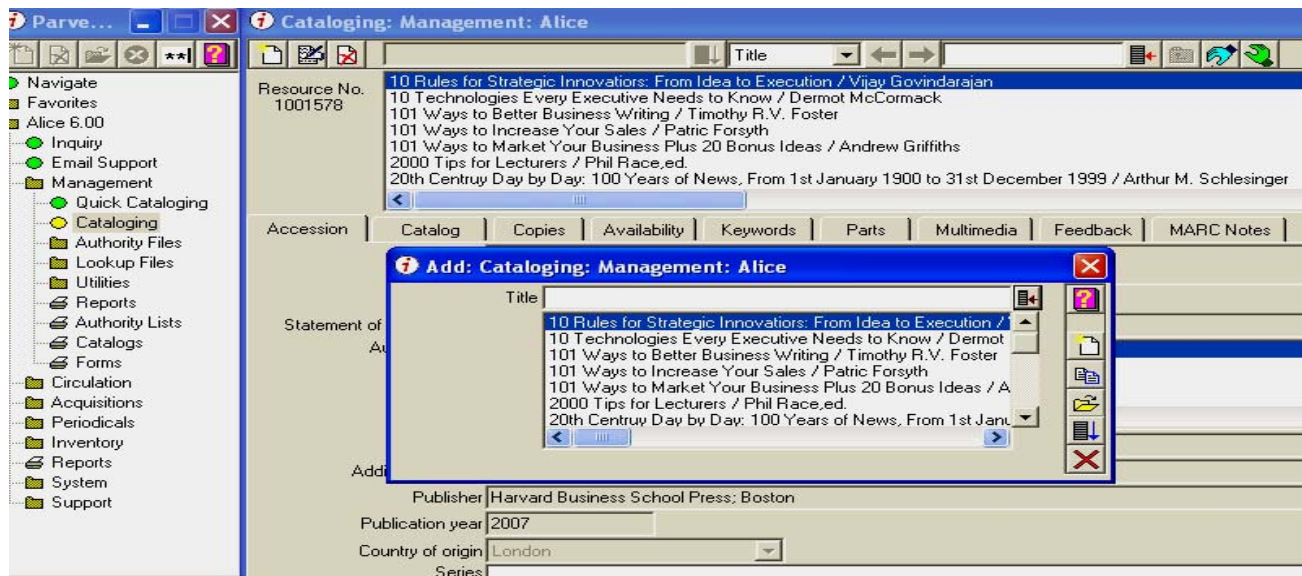 Parve...
Navigate
Favorites
Alice 6.00
Inquiry
Email Support
Management
Quick Cataloging
Cataloging
Authority Files
Lookup Files
Utilities
Reports
Authority Lists
Catalogs
Forms
Circulation
Acquisitions
Periodicals
Inventory
Reports
System
Support
Cataloging: Management: Alice
Title
Resource No.
1001578
10 Rules for Strategic Innovatiors: From Idea to Execution / Vijay Govindarajan
10 Technologies Every Executive Needs to Know / Dermot McCormack
101 Ways to Better Business Writing / Timothy R.V. Foster
101 Ways to Increase Your Sales / Patric Forsyth
101 Ways to Market Your Business Plus 20 Bonus Ideas / Andrew Griffiths
2000 Tips for Lecturers / Phil Race,ed.
20th Centruy Day by Day: 100 Years of News, From 1st January 1900 to 31st December 1999 / Arthur M. Schlesinger
Accession Catalog Copies Availability Keywords Parts Multimedia Feedback MARC Notes
Add: Cataloging: Management: Alice
Title
10 Rules for Strategic Innovatiors: From Idea to Execution /
10 Technologies Every Executive Needs to Know / Dermot
101 Ways to Better Business Writing / Timothy R.V. Foster
101 Ways to Increase Your Sales / Patric Forsyth
101 Ways to Market Your Business Plus 20 Bonus Ideas / A
2000 Tips for Lecturers / Phil Race,ed.
20th Centruy Day by Day: 100 Years of News, From 1st Janu
Statement of
Au
Addi
Publisher Harvard Business School Press; Boston
Publication year 2007
Country of origin London
Series